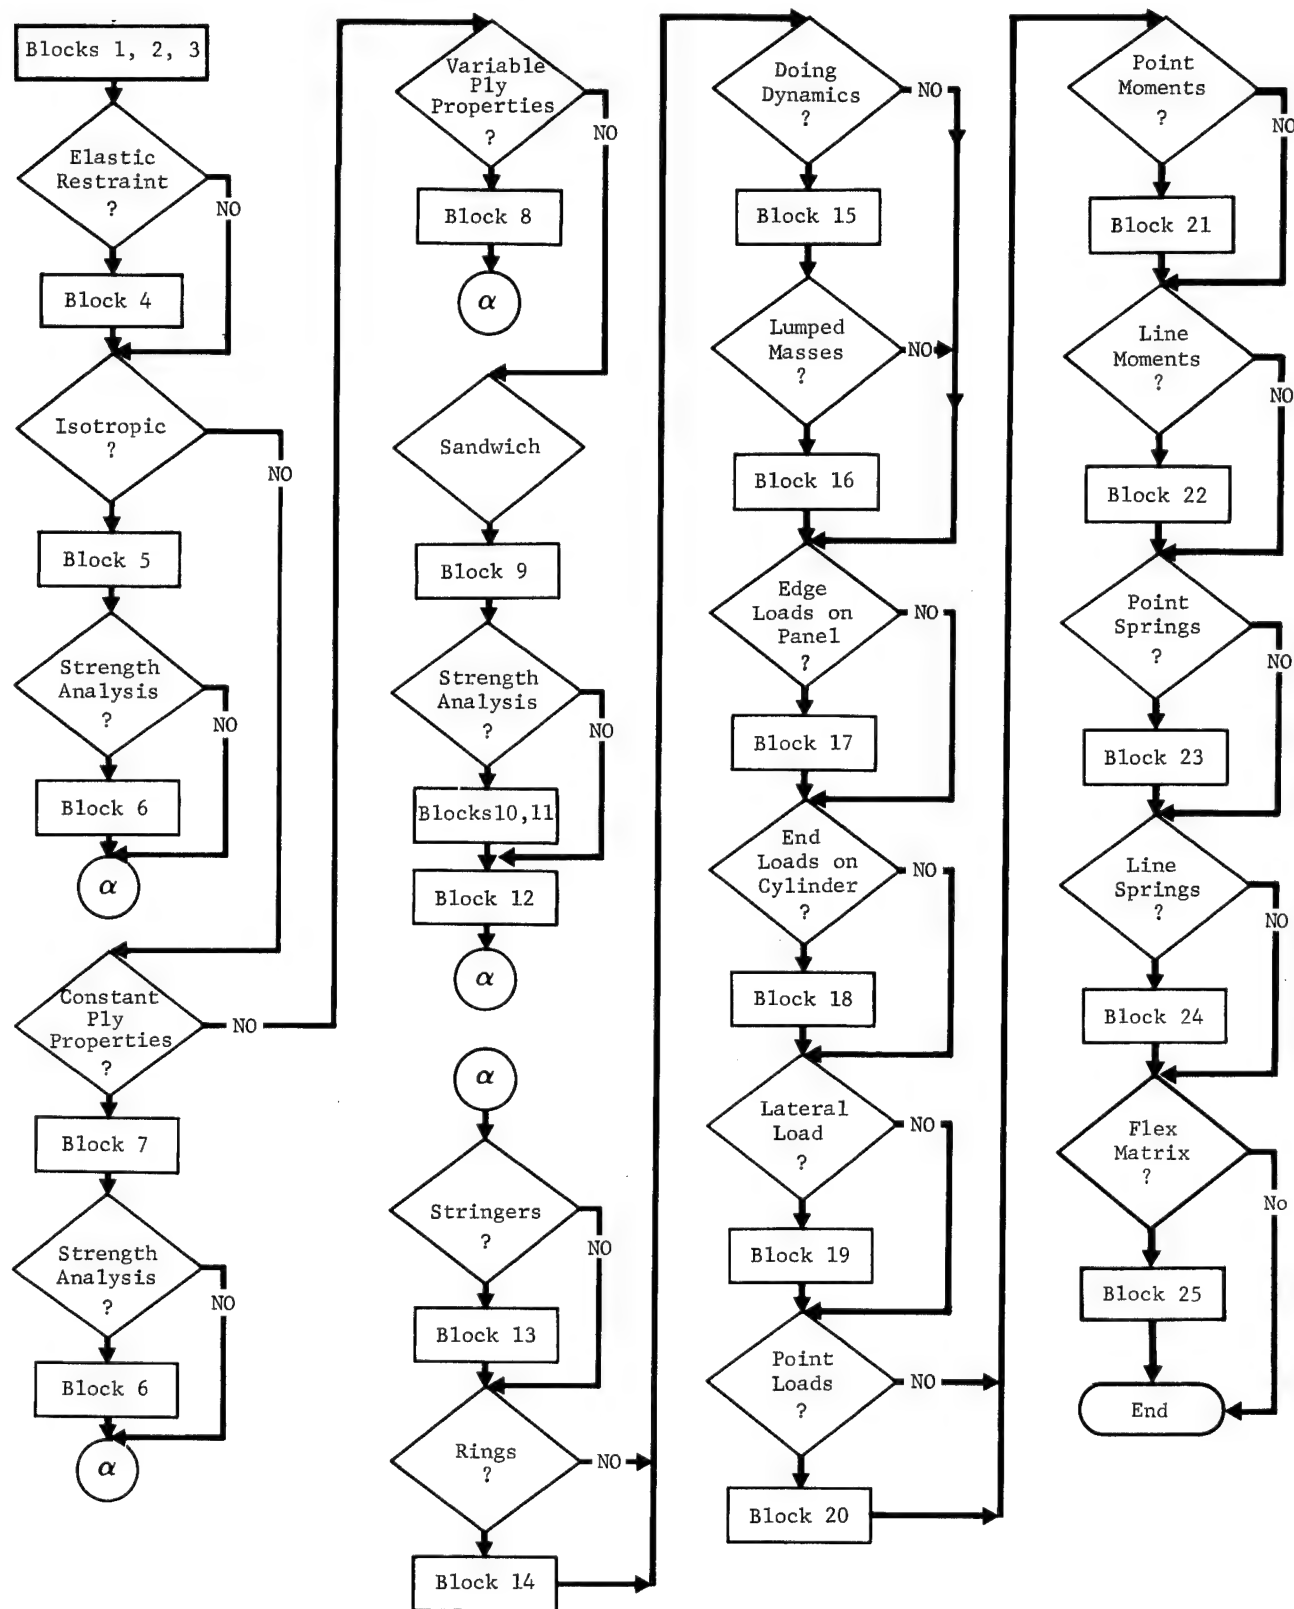 Blocks 1, 2, 3
Elastic
Restraint
?
NO
Block 4
Isotropic
?
NO
Block 5
Strength
Analysis
?
NO
Block 6
α
Constant
Ply
Properties
?
NO
Block 7
Strength
Analysis
?
NO
Block 6
α
Variable
Ply
Properties
?
NO
Block 8
α
Sandwich
Block 9
Strength
Analysis
?
NO
Blocks10,11
Block 12
α
α
Stringers
?
NO
Block 13
Rings
?
NO
Block 14
Doing
Dynamics
?
NO
Block 15
Lumped
Masses
?
NO
Block 16
Edge
Loads on
Panel
?
NO
Block 17
End
Loads on
Cylinder
?
NO
Block 18
Lateral
Load
?
NO
Block 19
Point
Loads
?
NO
Block 20
Point
Moments
?
NO
Block 21
Line
Moments
?
NO
Block 22
Point
Springs
?
NO
Block 23
Line
Springs
?
NO
Block 24
Flex
Matrix
?
No
Block 25
End